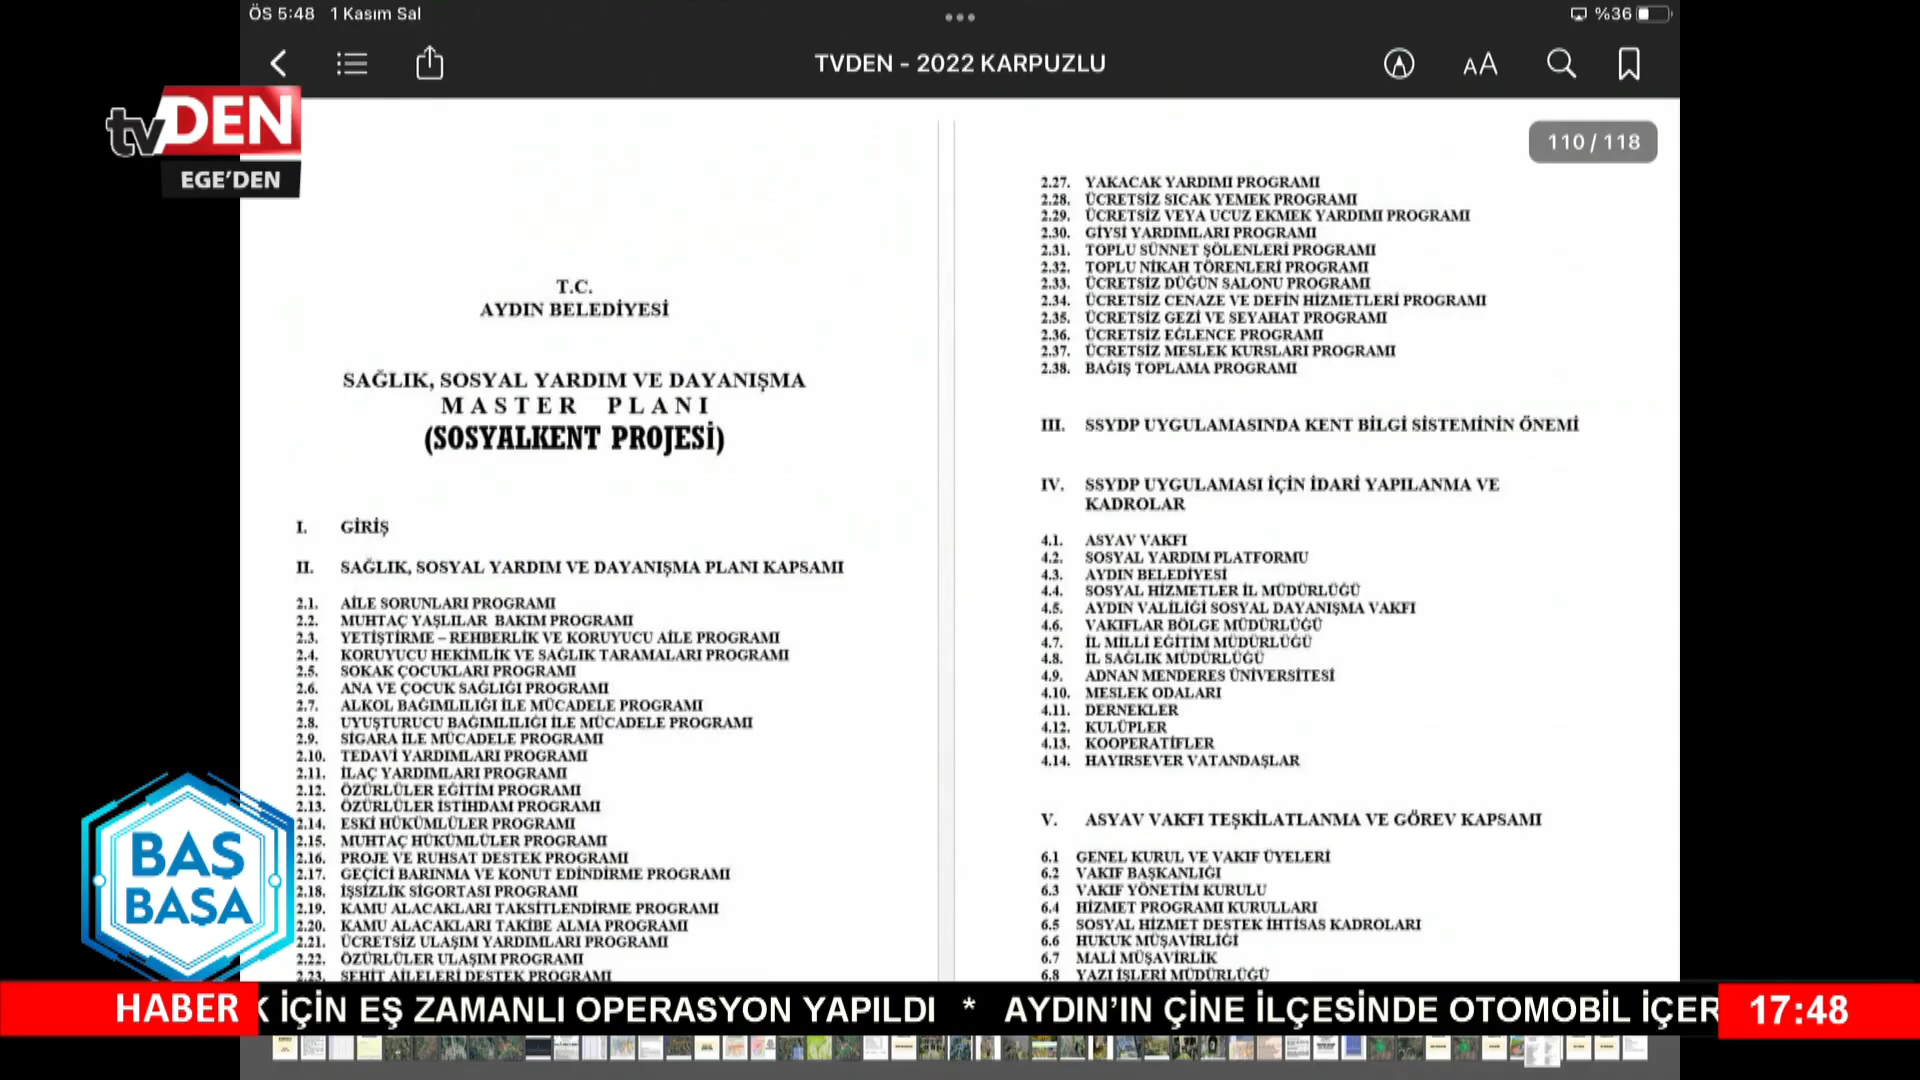 ÖS 5:48 1 Kasım Sal
%36
TVDEN - 2022 KARPUZLU
AA
tvDEN
EGE'DEN
110 / 118
T.C.
AYDIN BELEDİYESİ
SAĞLIK, SOSYAL YARDIM VE DAYANIŞMA
MASTER PLANI
(SOSYALKENT PROJESİ)
I. GİRİŞ
II. SAĞLIK, SOSYAL YARDIM VE DAYANIŞMA PLANI KAPSAMI
2.1. AİLE SORUNLARI PROGRAMI
2.2. MUHTAÇ YAŞLILAR BAKIM PROGRAMI
2.3. YETİŞTİRME – REHBERLİK VE KORUYUCU AİLE PROGRAMI
2.4. KORUYUCU HEKİMLİK VE SAĞLIK TARAMALARI PROGRAMI
2.5. SOKAK ÇOCUKLARI PROGRAMI
2.6. ANA VE ÇOCUK SAĞLIĞI PROGRAMI
2.7. ALKOL BAĞIMLILIĞI İLE MÜCADELE PROGRAMI
2.8. UYUŞTURUCU BAĞIMLILIĞI İLE MÜCADELE PROGRAMI
2.9. SİGARA İLE MÜCADELE PROGRAMI
2.10. TEDAVİ YARDIMLARI PROGRAMI
2.11. İLAÇ YARDIMLARI PROGRAMI
2.12. ÖZÜRLÜLER EĞİTİM PROGRAMI
2.13. ÖZÜRLÜLER İSTİHDAM PROGRAMI
2.14. ESKİ HÜKÜMLÜLER PROGRAMI
2.15. MUHTAÇ HÜKÜMLÜLER PROGRAMI
2.16. PROJE VE RUHSAT DESTEK PROGRAMI
2.17. GEÇİCİ BARINMA VE KONUT EDİNDİRME PROGRAMI
2.18. İŞSİZLİK SİGORTASI PROGRAMI
2.19. KAMU ALACAKLARI TAKSİTLENDİRME PROGRAMI
2.20. KAMU ALACAKLARI TAKİBE ALMA PROGRAMI
2.21. ÜCRETSİZ ULAŞIM YARDIMLARI PROGRAMI
2.22. ÖZÜRLÜLER ULAŞIM PROGRAMI
2.23. ŞEHİT AİLELERİ DESTEK PROGRAMI
2.27. YAKACAK YARDIMI PROGRAMI
2.28. ÜCRETSİZ SICAK YEMEK PROGRAMI
2.29. ÜCRETSİZ VEYA UCUZ EKMEK YARDIMI PROGRAMI
2.30. GİYSİ YARDIMLARI PROGRAMI
2.31. TOPLU SÜNNET ŞÖLENLERİ PROGRAMI
2.32. TOPLU NİKAH TÖRENLERİ PROGRAMI
2.33. ÜCRETSİZ DÜĞÜN SALONU PROGRAMI
2.34. ÜCRETSİZ CENAZE VE DEFİN HİZMETLERİ PROGRAMI
2.35. ÜCRETSİZ GEZİ VE SEYAHAT PROGRAMI
2.36. ÜCRETSİZ EĞLENCE PROGRAMI
2.37. ÜCRETSİZ MESLEK KURSLARI PROGRAMI
2.38. BAĞIŞ TOPLAMA PROGRAMI
III. SSYDP UYGULAMASINDA KENT BİLGİ SİSTEMİNİN ÖNEMİ
IV. SSYDP UYGULAMASI İÇİN İDARİ YAPILANMA VE
KADROLAR
4.1. ASYAV VAKFI
4.2. SOSYAL YARDIM PLATFORMU
4.3. AYDIN BELEDİYESİ
4.4. SOSYAL HİZMETLER İL MÜDÜRLÜĞÜ
4.5. AYDIN VALİLİĞİ SOSYAL DAYANIŞMA VAKFI
4.6. VAKIFLAR BÖLGE MÜDÜRLÜĞÜ
4.7. İL MİLLİ EĞİTİM MÜDÜRLÜĞÜ
4.8. İL SAĞLIK MÜDÜRLÜĞÜ
4.9. ADNAN MENDERES ÜNİVERSİTESİ
4.10. MESLEK ODALARI
4.11. DERNEKLER
4.12. KULÜPLER
4.13. KOOPERATİFLER
4.14. HAYIRSEVER VATANDAŞLAR
V. ASYAV VAKFI TEŞKİLATLANMA VE GÖREV KAPSAMI
6.1 GENEL KURUL VE VAKIF ÜYELERİ
6.2 VAKIF BAŞKANLIĞI
6.3 VAKIF YÖNETİM KURULU
6.4 HİZMET PROGRAMI KURULLARI
6.5 SOSYAL HİZMET DESTEK İHTİSAS KADROLARI
6.6 HUKUK MÜŞAVİRLİĞİ
6.7 MALİ MÜŞAVİRLİK
6.8 YAZI İŞLERİ MÜDÜRLÜĞÜ
BAŞ
BAŞA
HABER K İÇİN EŞ ZAMANLI OPERASYON YAPILDI * AYDIN'IN ÇİNE İLÇESİNDE OTOMOBİL İÇER 17:48